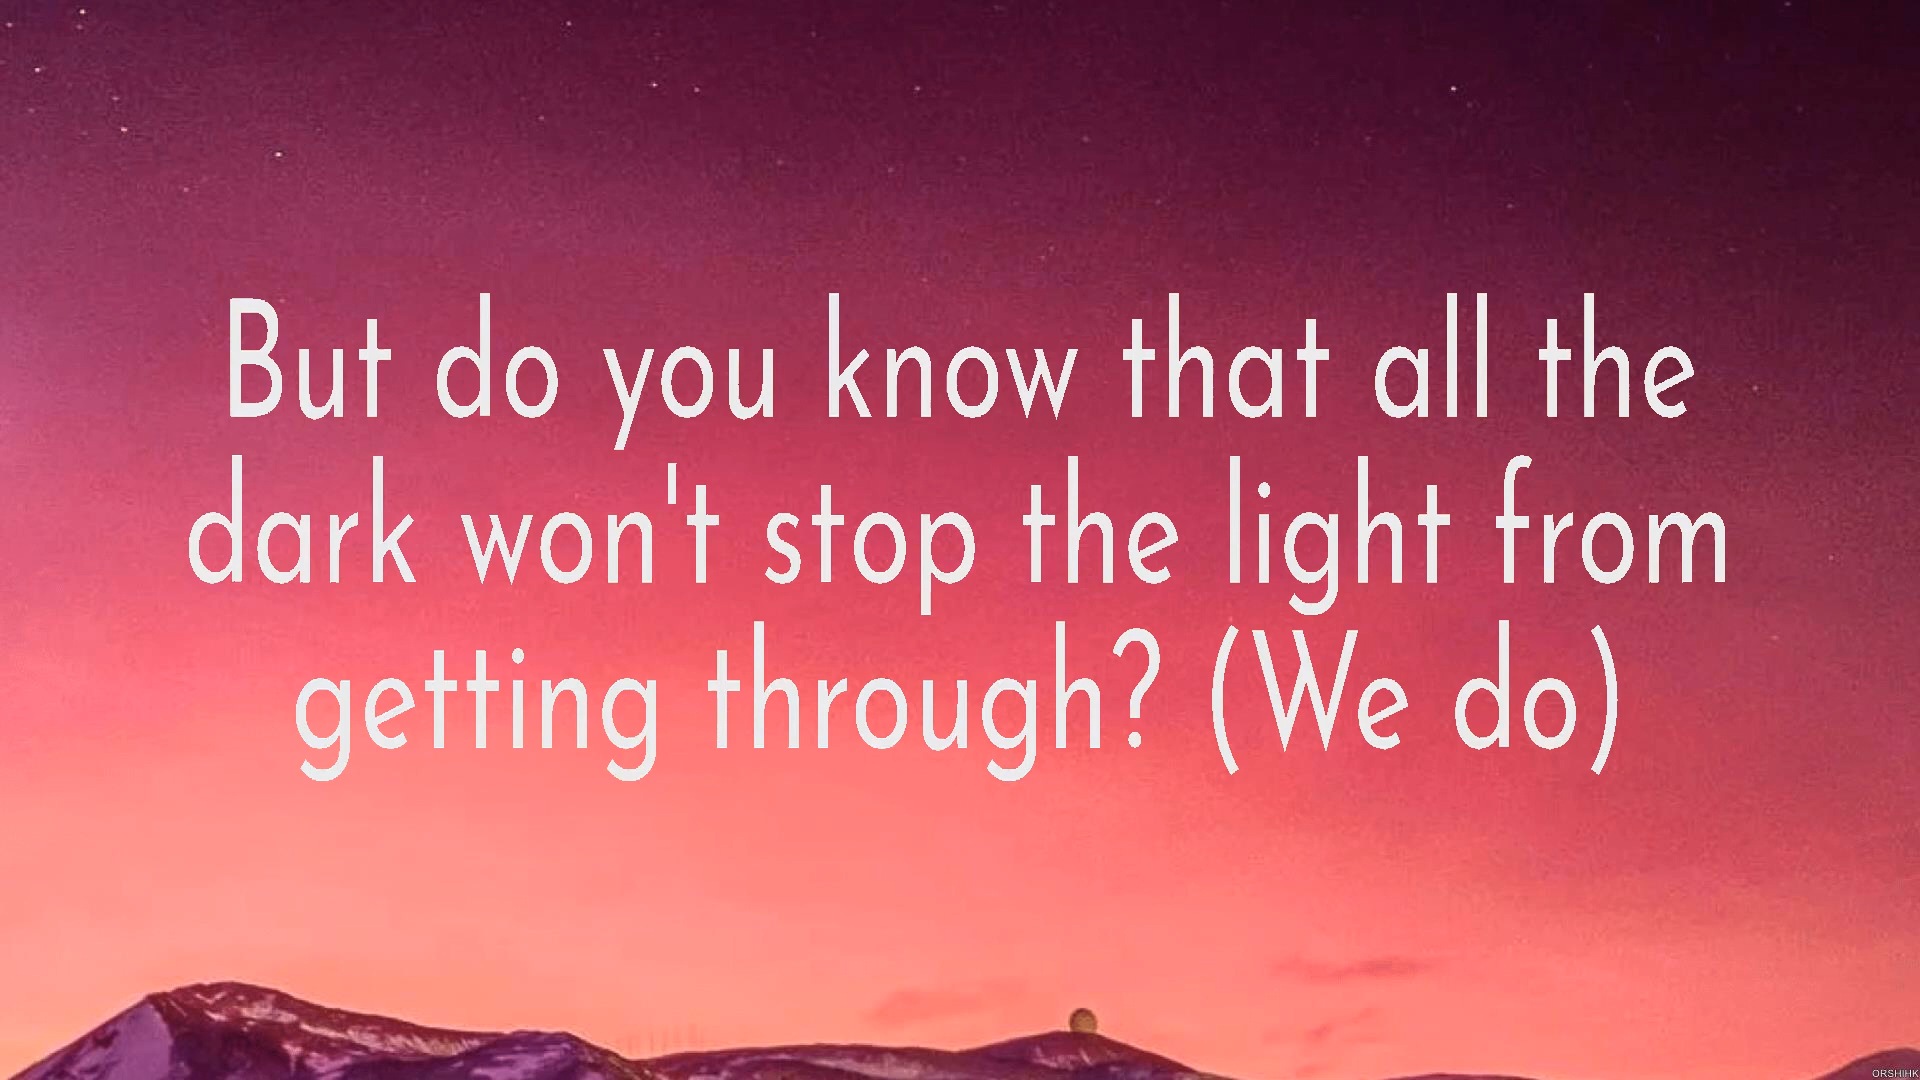 But do you know that all the
dark won't stop the light from
getting through? (We do)
ORSHIHK